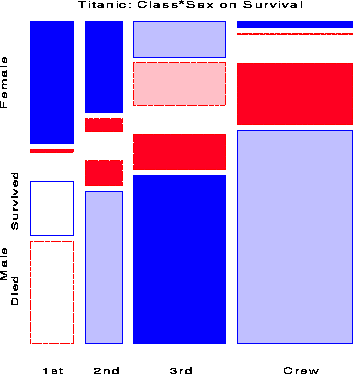 Titanic: Class*Sex on Survival
Female
Survived
Male
Died
1st 2nd 3rd Crew